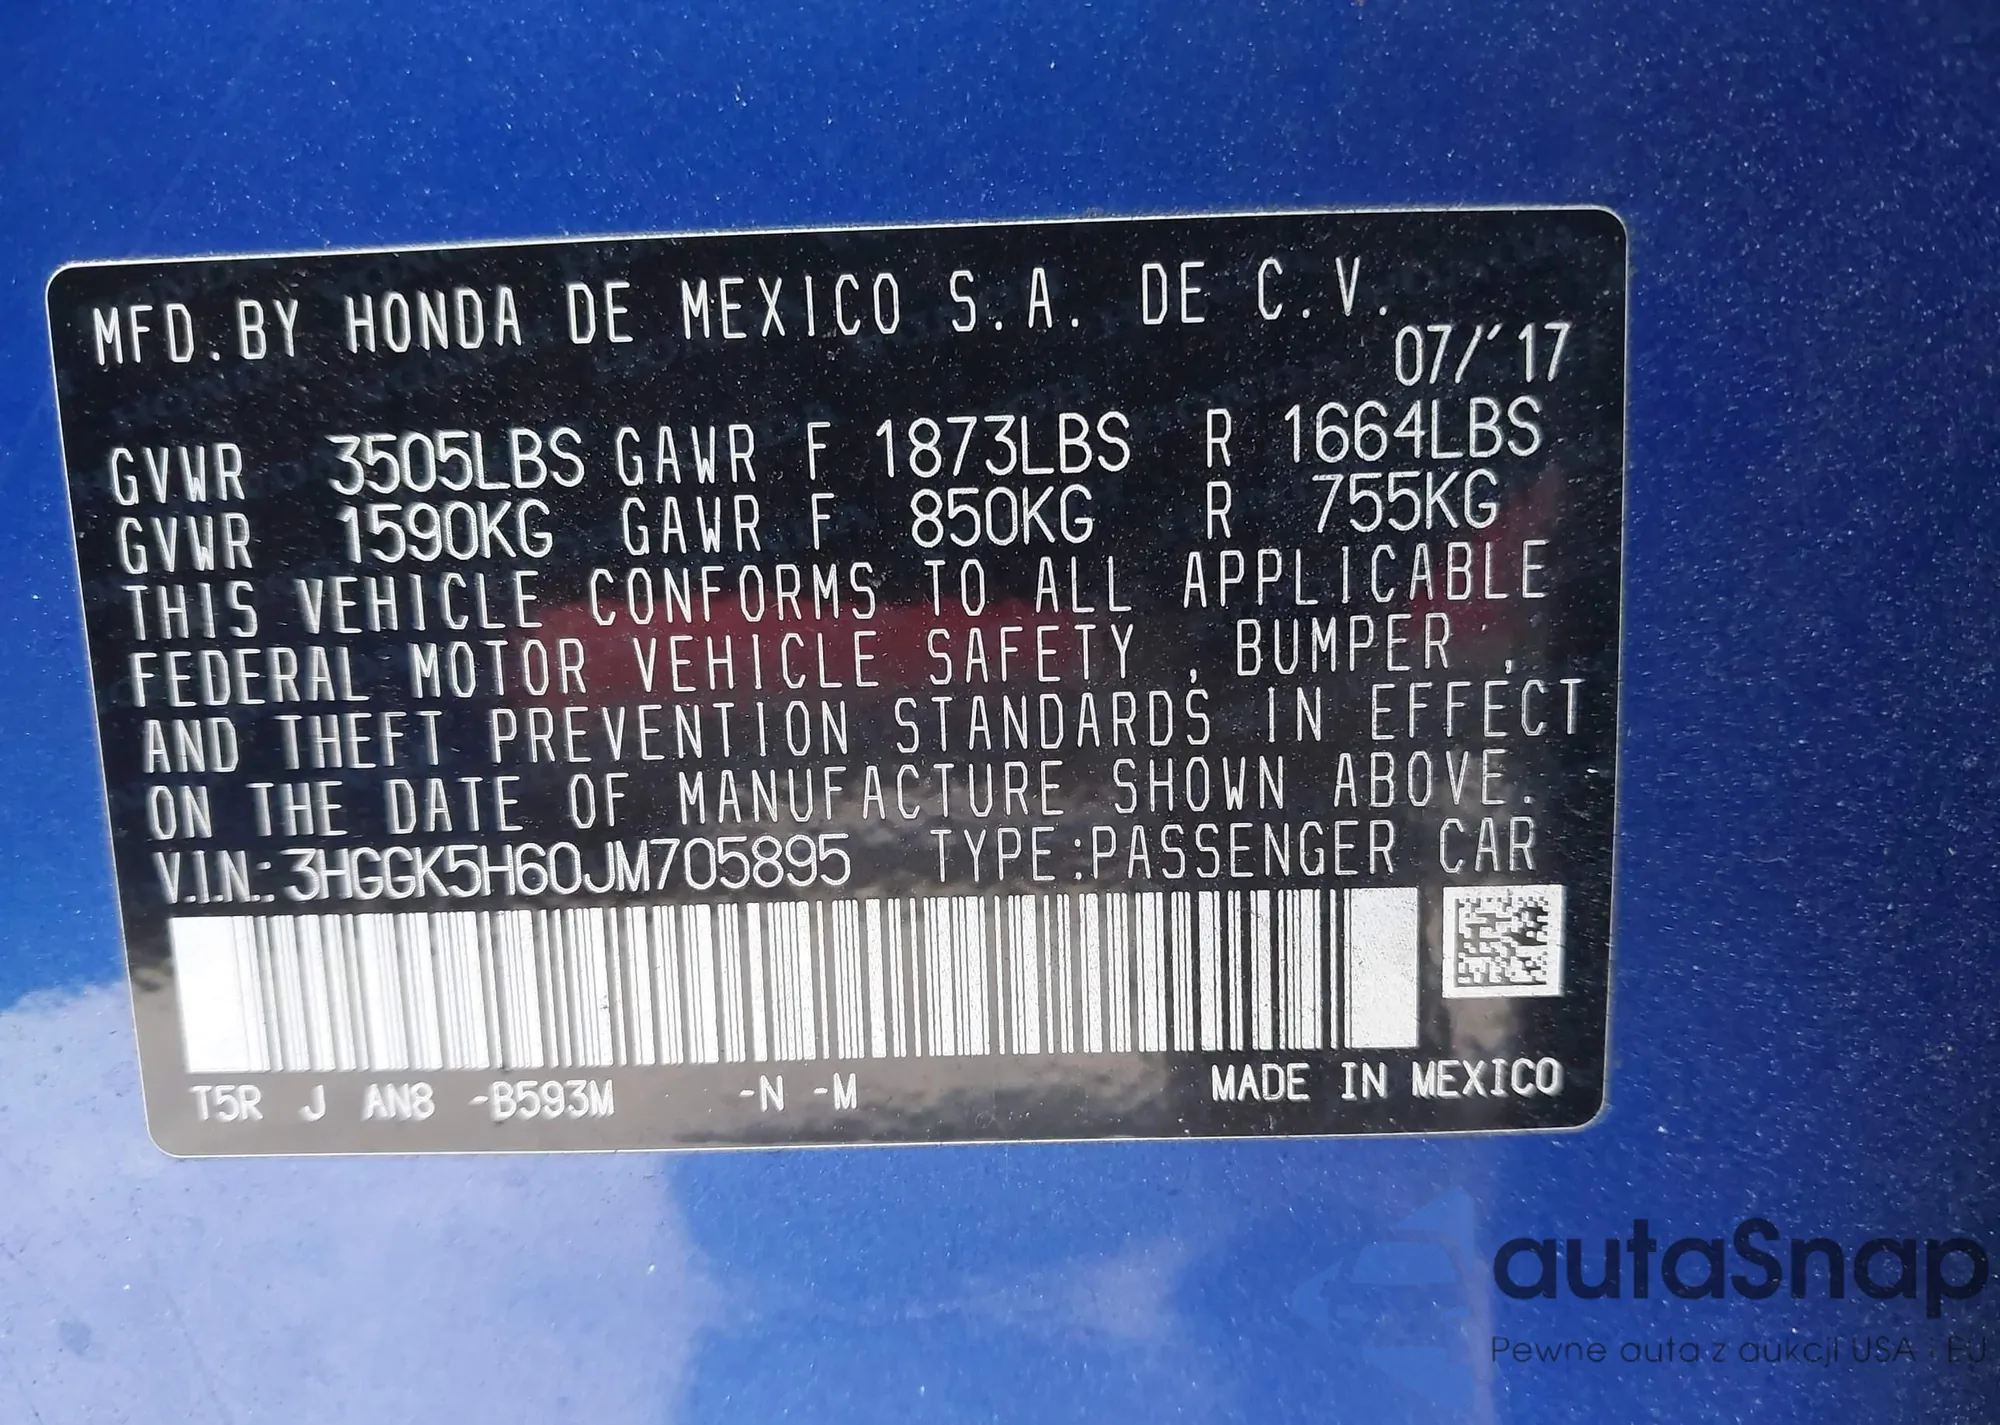 MFD. BY HONDA DE MEXICO S.A. DE C.V.
07/'17
GVWR 3505LBS GAWR F 1873LBS R 1664LBS
GVWR 1590KG GAWR F 850KG R 755KG
THIS VEHICLE CONFORMS TO ALL APPLICABLE
FEDERAL MOTOR VEHICLE SAFETY , BUMPER ,
AND THEFT PREVENTION STANDARDS IN EFFECT
ON THE DATE OF MANUFACTURE SHOWN ABOVE.
V.I.N.: 3HGGK5H60JM705895 TYPE:PASSENGER CAR
T5R J AN8 -B593M -N -M MADE IN MEXICO
autaSnap
Pewne auta z aukcji USA i EU